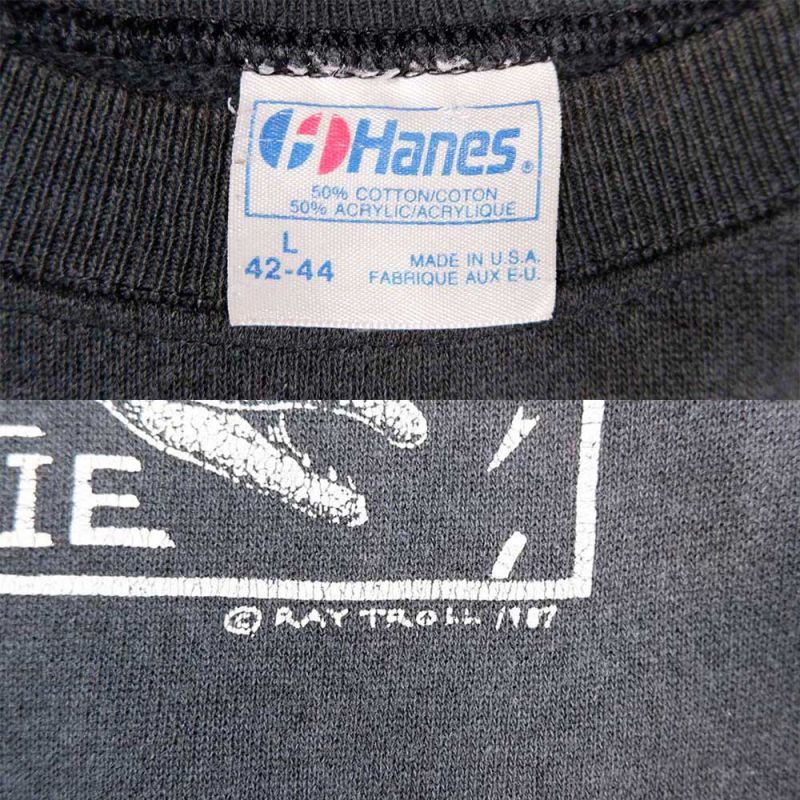 Hanes®
50% COTTON/COTON
50% ACRYLIC/ACRYLIQUE
L
42-44
MADE IN U.S.A.
FABRIQUE AUX E-U.
IE
© RAY TROLL 1987